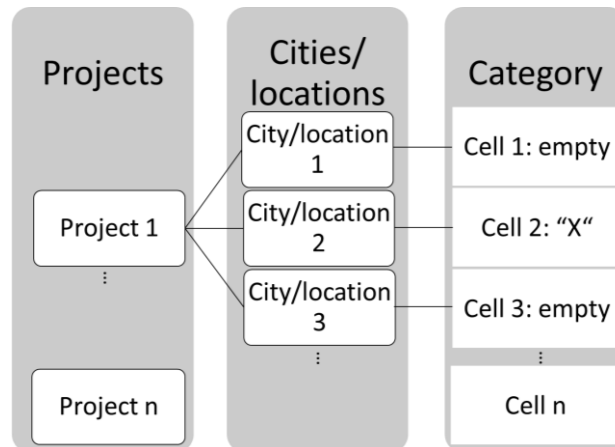 Projects
Project 1
⋮
Project n
Cities/
locations
City/location
1
City/location
2
City/location
3
⋮
Category
Cell 1: empty
Cell 2: “X“
Cell 3: empty
⋮
Cell n